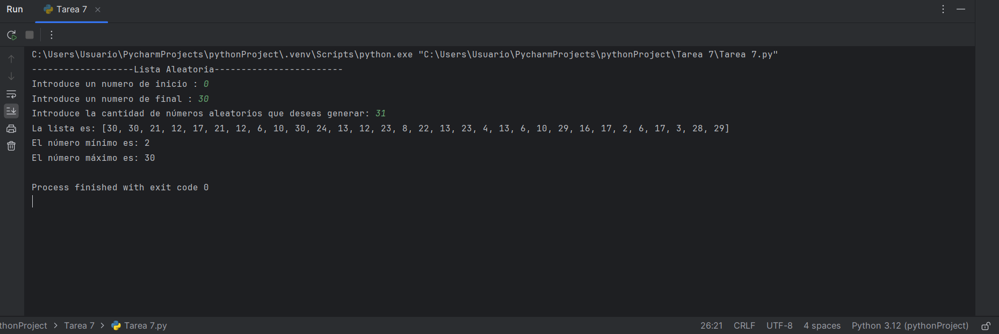 Run Tarea 7
C:\Users\Usuario\PycharmProjects\pythonProject\.venv\Scripts\python.exe "C:\Users\Usuario\PycharmProjects\pythonProject\Tarea 7\Tarea 7.py"
-------------------Lista Aleatoria------------------------
Introduce un numero de inicio : 0
Introduce un numero de final : 30
Introduce la cantidad de números aleatorios que deseas generar: 31
La lista es: [30, 30, 21, 12, 17, 21, 12, 6, 10, 30, 24, 13, 12, 23, 8, 22, 13, 23, 4, 13, 6, 10, 29, 16, 17, 2, 6, 17, 3, 28, 29]
El número mínimo es: 2
El número máximo es: 30
Process finished with exit code 0
thonProject > Tarea 7 > Tarea 7.py 26:21 CRLF UTF-8 4 spaces Python 3.12 (pythonProject)